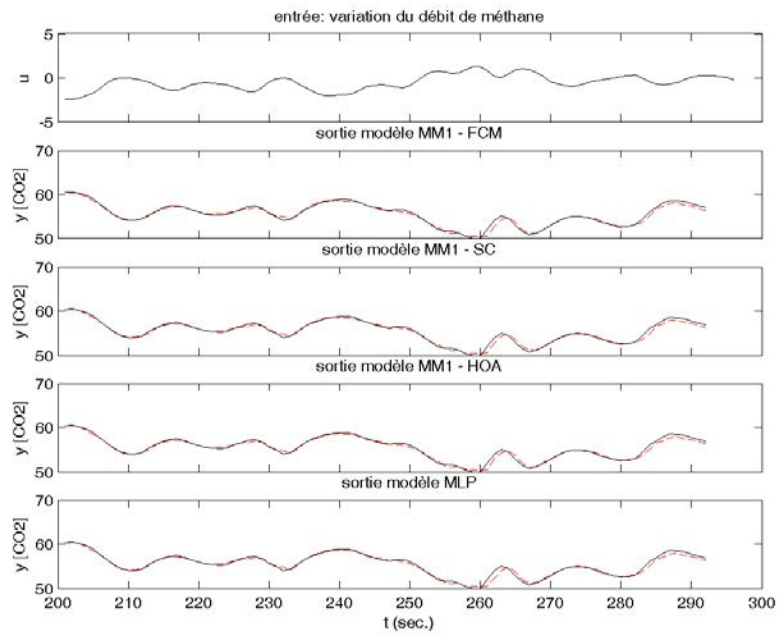 entrée: variation du débit de méthane
5
0
-5
u
sortie modèle MM1 - FCM
70
60
50
y [CO2]
sortie modèle MM1 - SC
70
60
50
y [CO2]
sortie modèle MM1 - HOA
70
60
50
y [CO2]
sortie modèle MLP
70
60
50
y [CO2]
200 210 220 230 240 250 260 270 280 290 300
t (sec.)